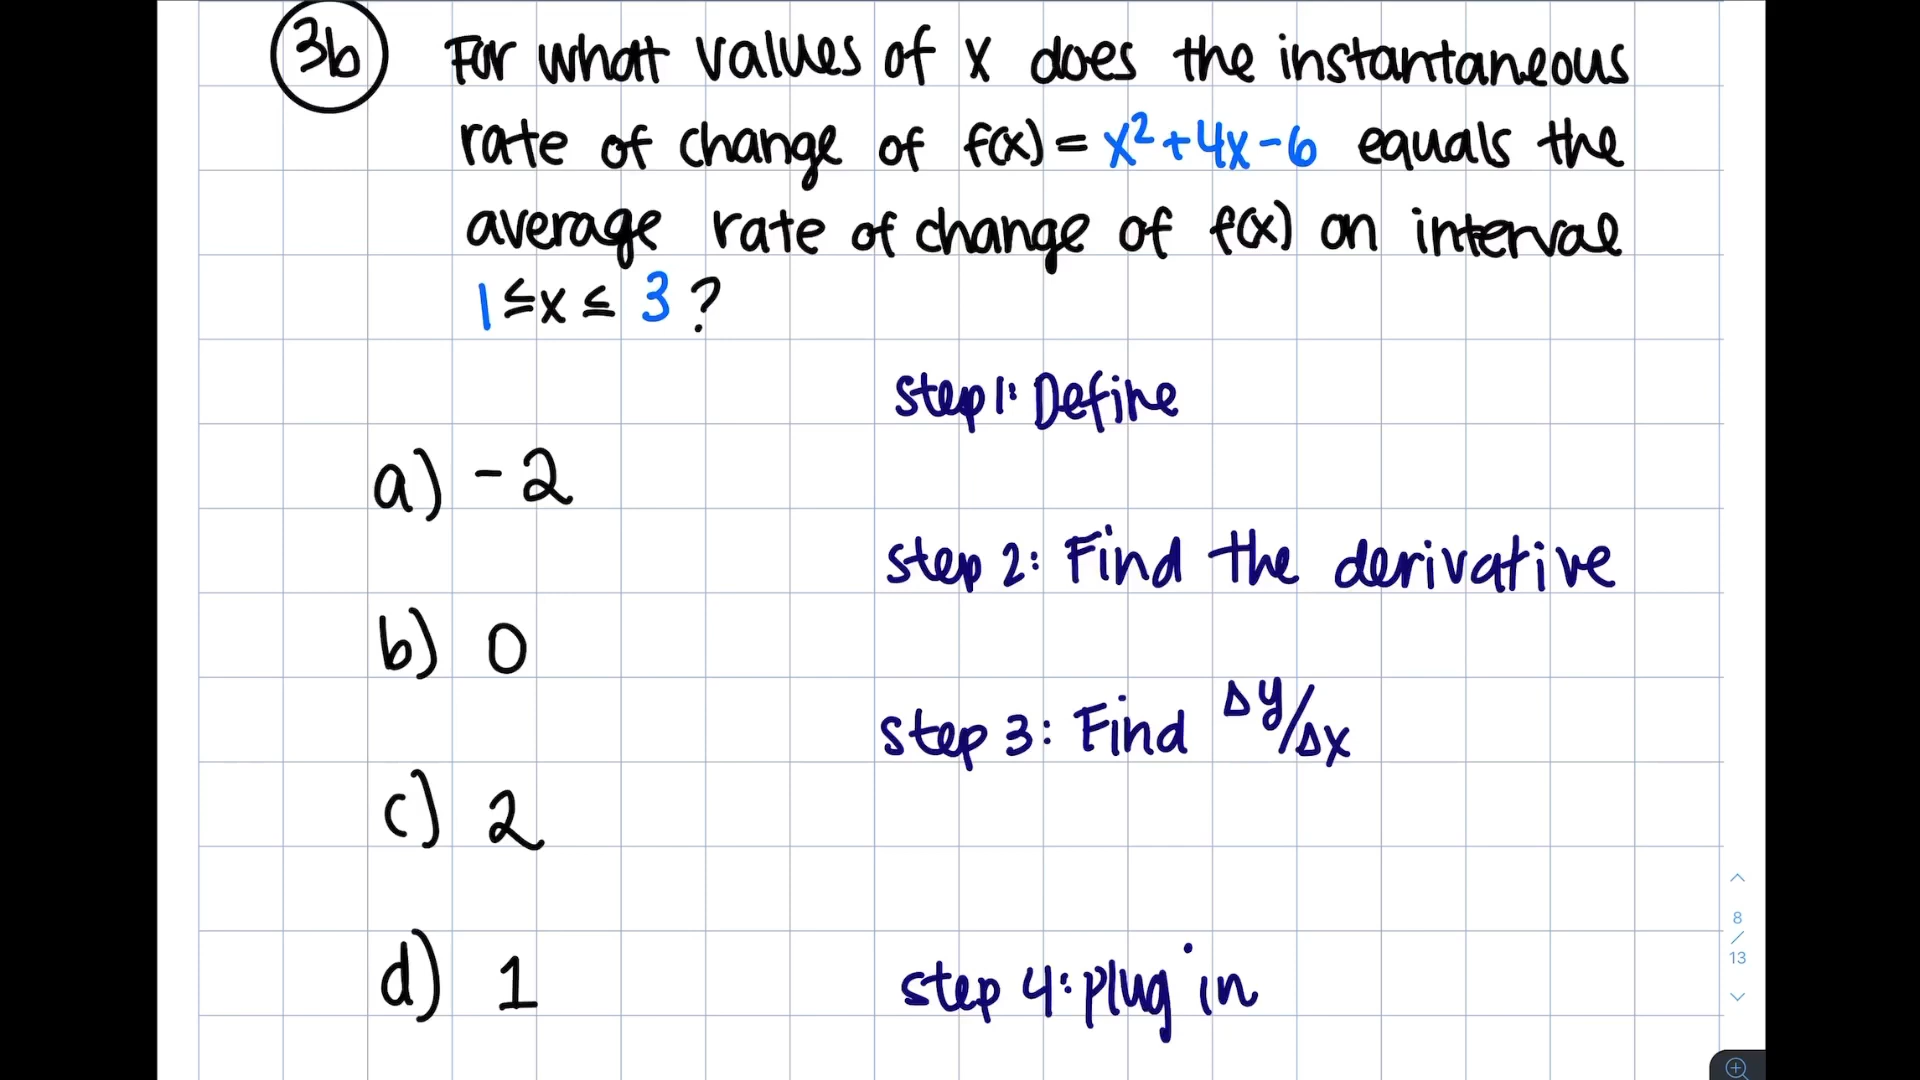 3b For what values of x does the instantaneous
rate of change of f(x) = x²+4x-6 equals the
average rate of change of f(x) on interval
1 ≤ x ≤ 3 ?
step 1: Define
a) -2
step 2: Find the derivative
b) 0
step 3: Find Δy/Δx
c) 2
d) 1
step 4: plug in
8
/
13